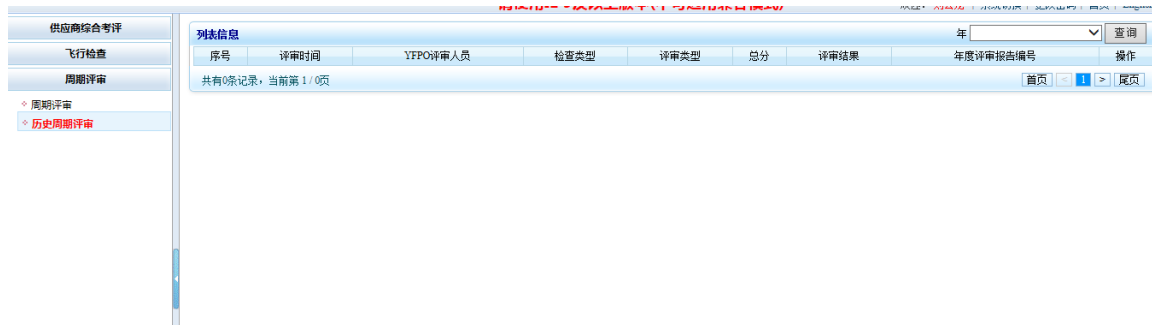 供应商综合考评
飞行检查
周期评审
周期评审
历史周期评审
列表信息
年
查询
序号 评审时间 YFPO评审人员 检查类型 评审类型 总分 评审结果 年度评审报告编号 操作
共有0条记录，当前第 1 / 0页
首页 < 1 > 尾页